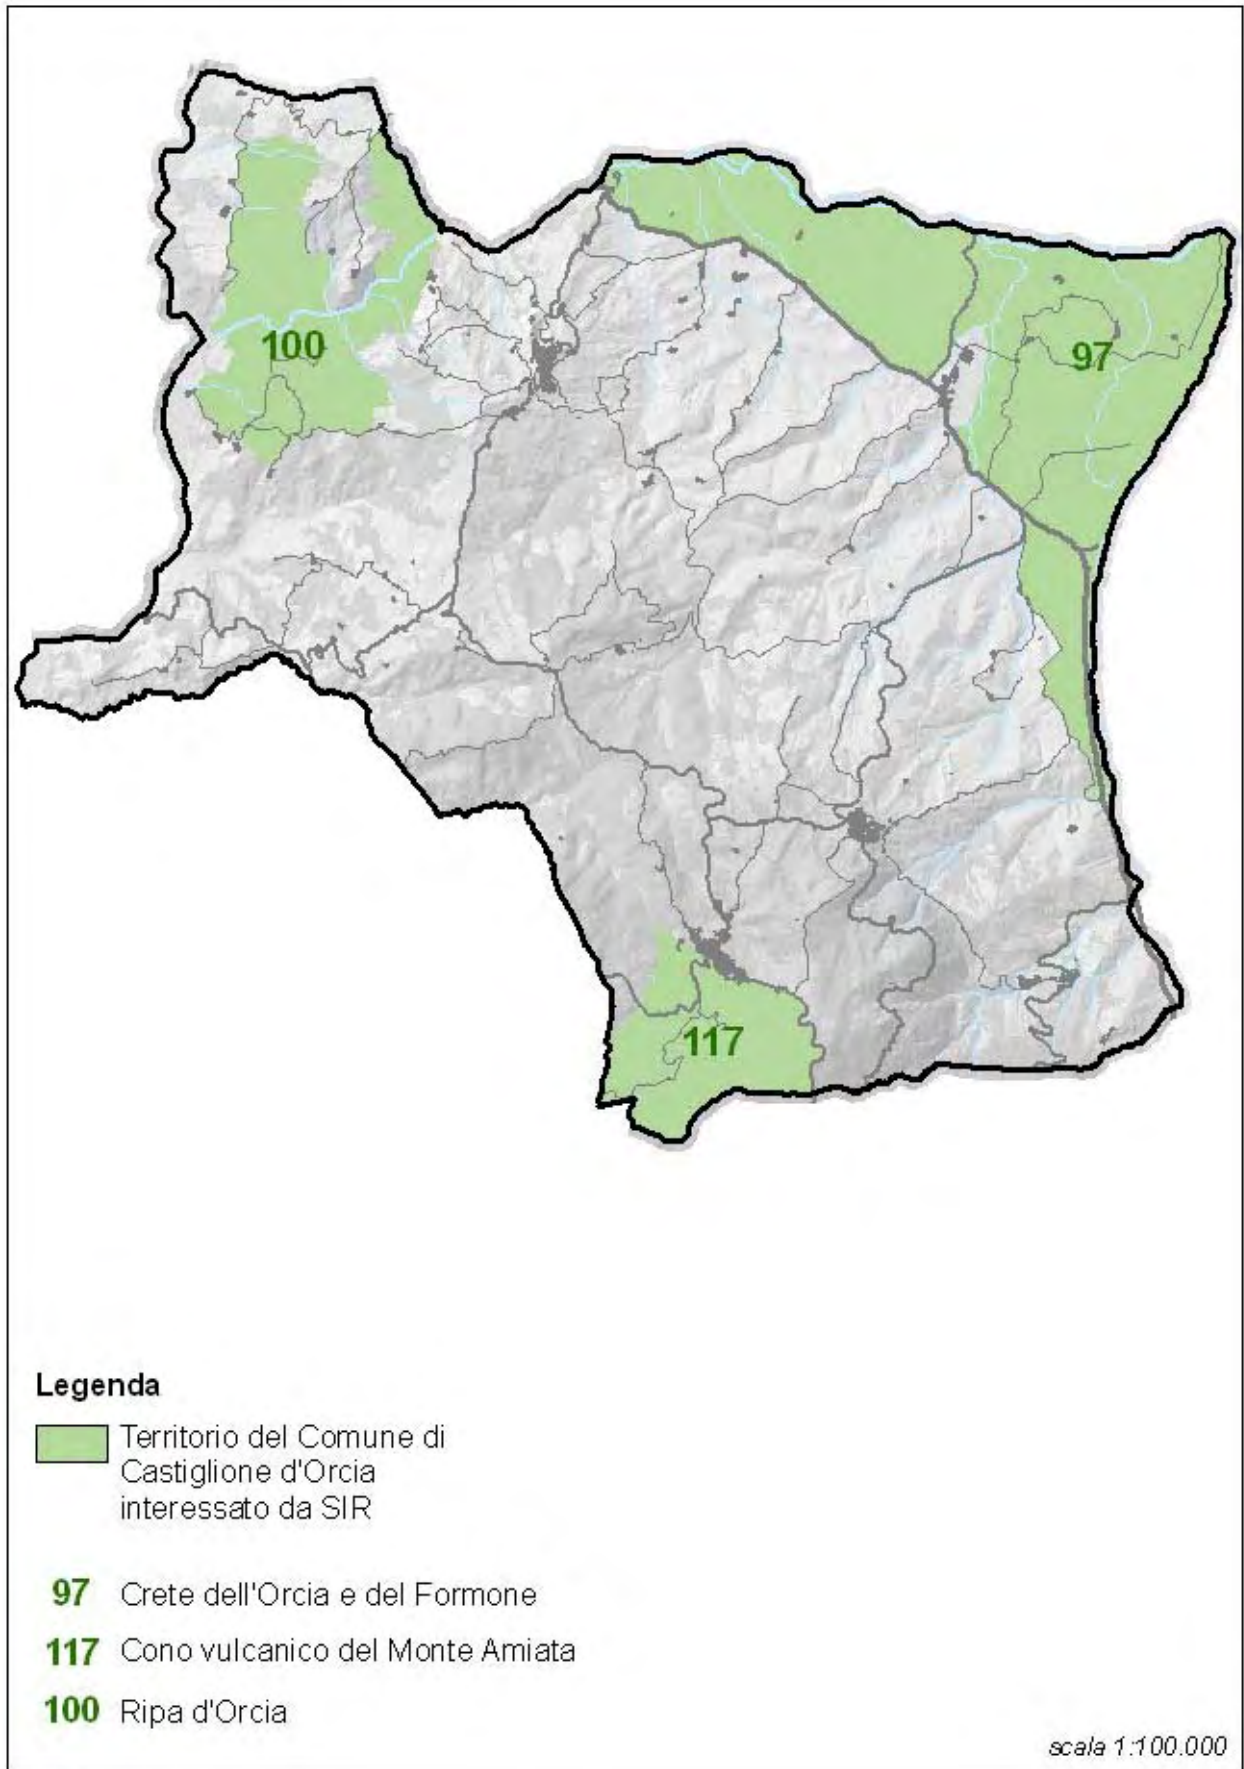 100
97
117
Legenda
Territorio del Comune di
Castiglione d'Orcia
interessato da SIR
97 Crete dell'Orcia e del Formone
117 Cono vulcanico del Monte Amiata
100 Ripa d'Orcia
scala 1:100.000